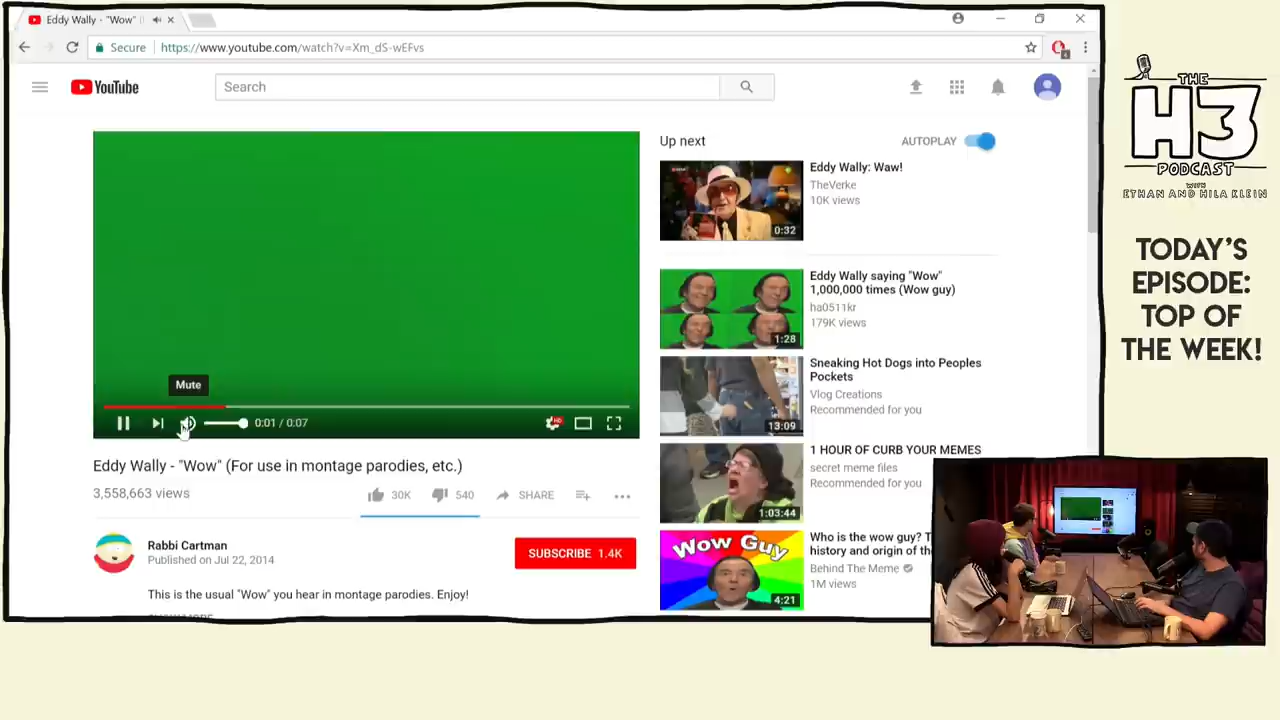 Eddy Wally - "Wow" (
Secure
https://www.youtube.com/watch?v=Xm_dS-wEFvs
YouTube
Search
Mute
0:01 / 0:07
Eddy Wally - "Wow" (For use in montage parodies, etc.)
3,558,663 views
30K
540
SHARE
Rabbi Cartman
Published on Jul 22, 2014
SUBSCRIBE 1.4K
This is the usual "Wow" you hear in montage parodies. Enjoy!
Up next
AUTOPLAY
0:32
Eddy Wally: Waw!
TheVerke
10K views
1:28
Eddy Wally saying "Wow"
1,000,000 times (Wow guy)
ha0511kr
179K views
13:09
Sneaking Hot Dogs into Peoples
Pockets
Vlog Creations
Recommended for you
1:03:44
1 HOUR OF CURB YOUR MEMES
secret meme files
Recommended for you
Wow Guy
4:21
Who is the wow guy? T
history and origin of th
Behind The Meme
1M views
THE
H3
PODCAST
WITH
ETHAN AND HILA KLEIN
TODAY'S
EPISODE:
TOP OF
THE WEEK!